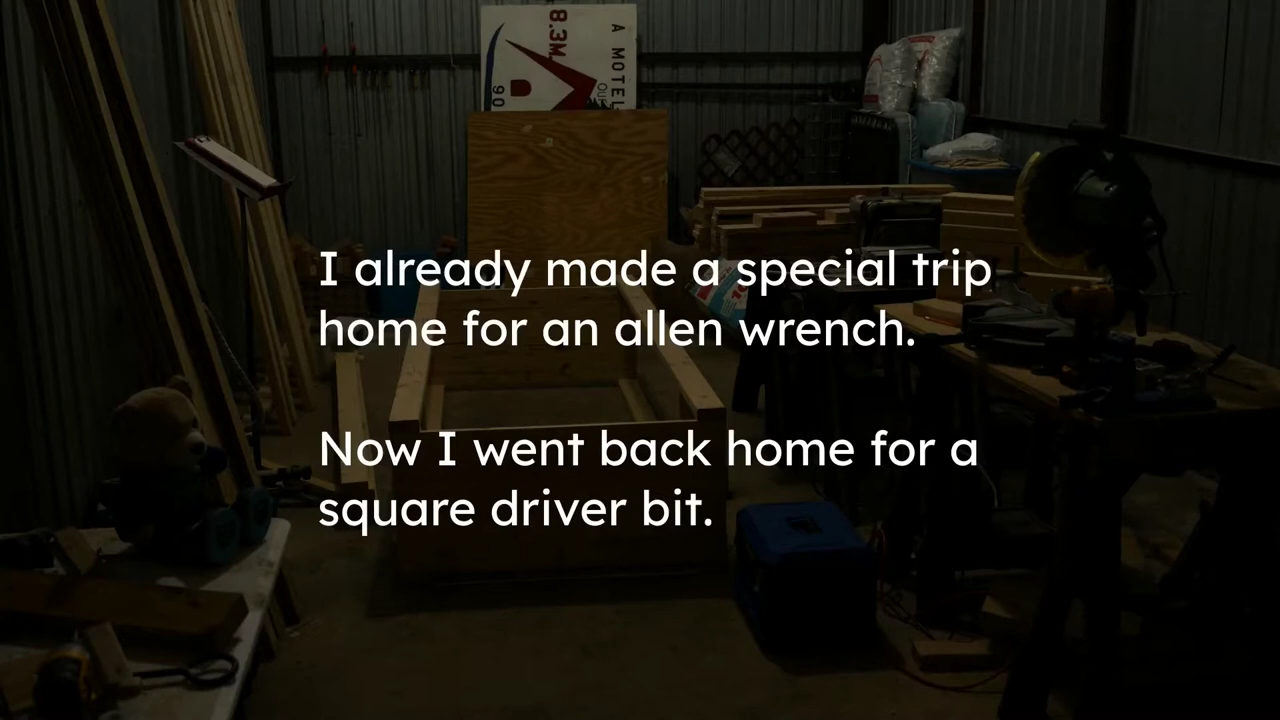 8.3M
A MOTEL
90
I already made a special trip
home for an allen wrench.
Now I went back home for a
square driver bit.